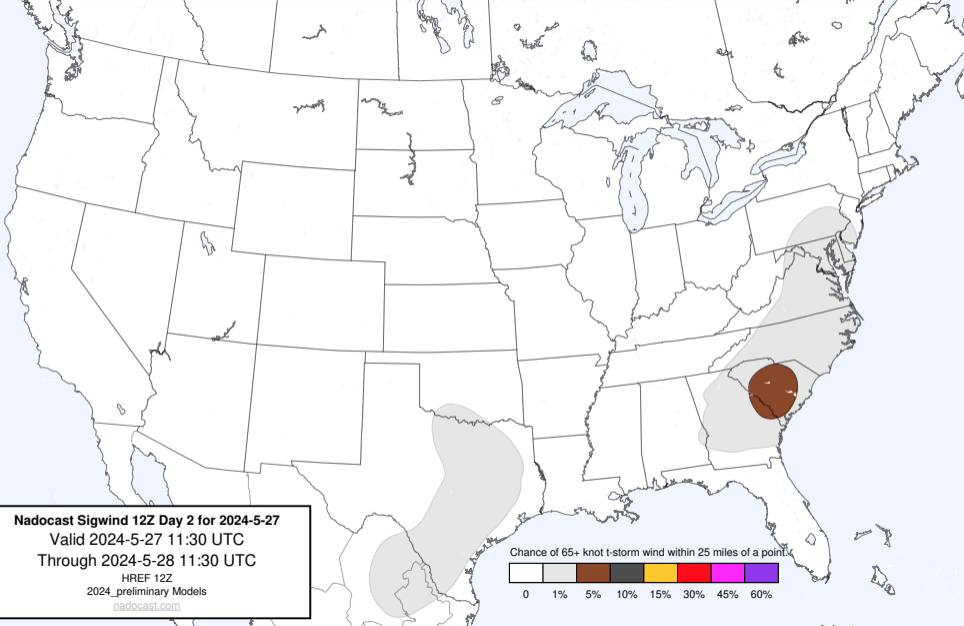 Nadocast Sigwind 12Z Day 2 for 2024-5-27
Valid 2024-5-27 11:30 UTC
Through 2024-5-28 11:30 UTC
HREF 12Z
2024_preliminary Models
nadocast.com
Chance of 65+ knot t-storm wind within 25 miles of a point.
0 1% 5% 10% 15% 30% 45% 60%